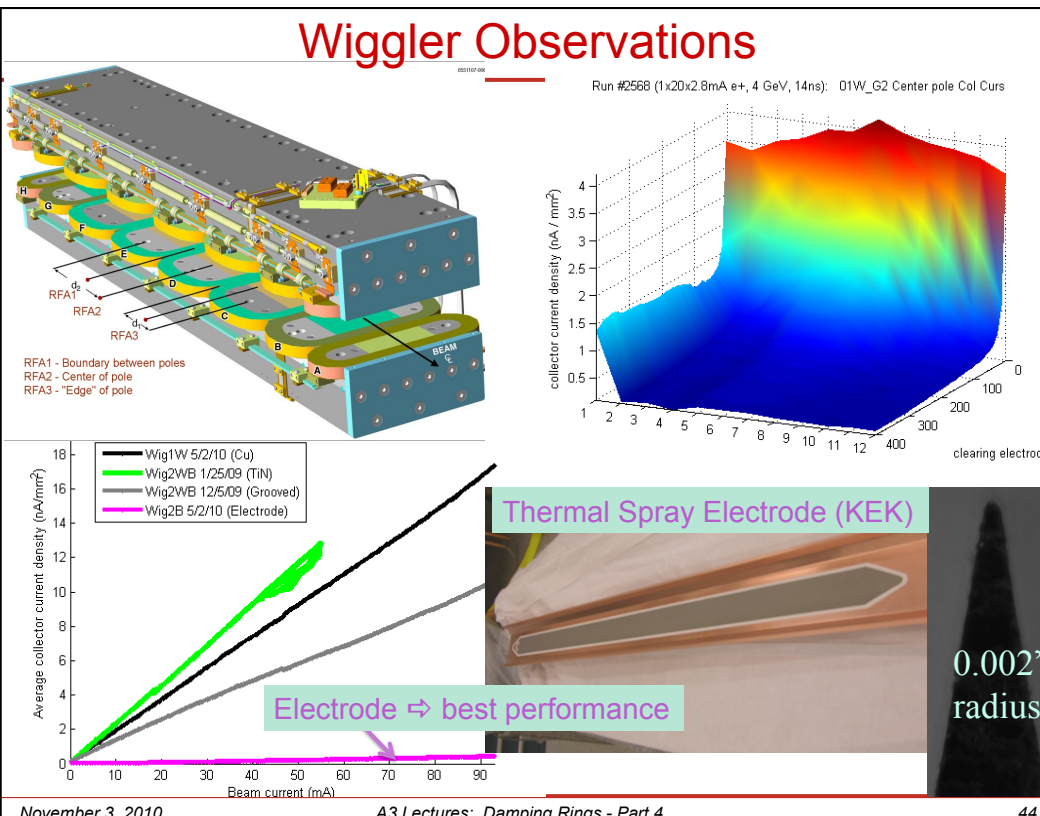 Wiggler Observations
H
G
F
E
D
C
B
A
d2
RFA1
RFA2
d1
RFA3
BEAM
℄
RFA1 - Boundary between poles
RFA2 - Center of pole
RFA3 - "Edge" of pole
Run #2568 (1x20x2.8mA e+, 4 GeV, 14ns): 01W_G2 Center pole Col Curs
collector current density (nA / mm²)
4
3.5
3
2.5
2
1.5
1
0.5
1 2 3 4 5 6 7 8 9 10 11 12
0
100
200
300
400
clearing electrod
Average collector current density (nA/mm²)
18
16
14
12
10
8
6
4
2
0
Wig1W 5/2/10 (Cu)
Wig2WB 1/25/09 (TiN)
Wig2WB 12/5/09 (Grooved)
Wig2B 5/2/10 (Electrode)
0 10 20 30 40 50 60 70 80 90
Beam current (mA)
Thermal Spray Electrode (KEK)
Electrode ⇨ best performance
0.002"
radius
November 3, 2010 A3 Lectures: Damping Rings - Part 4 44